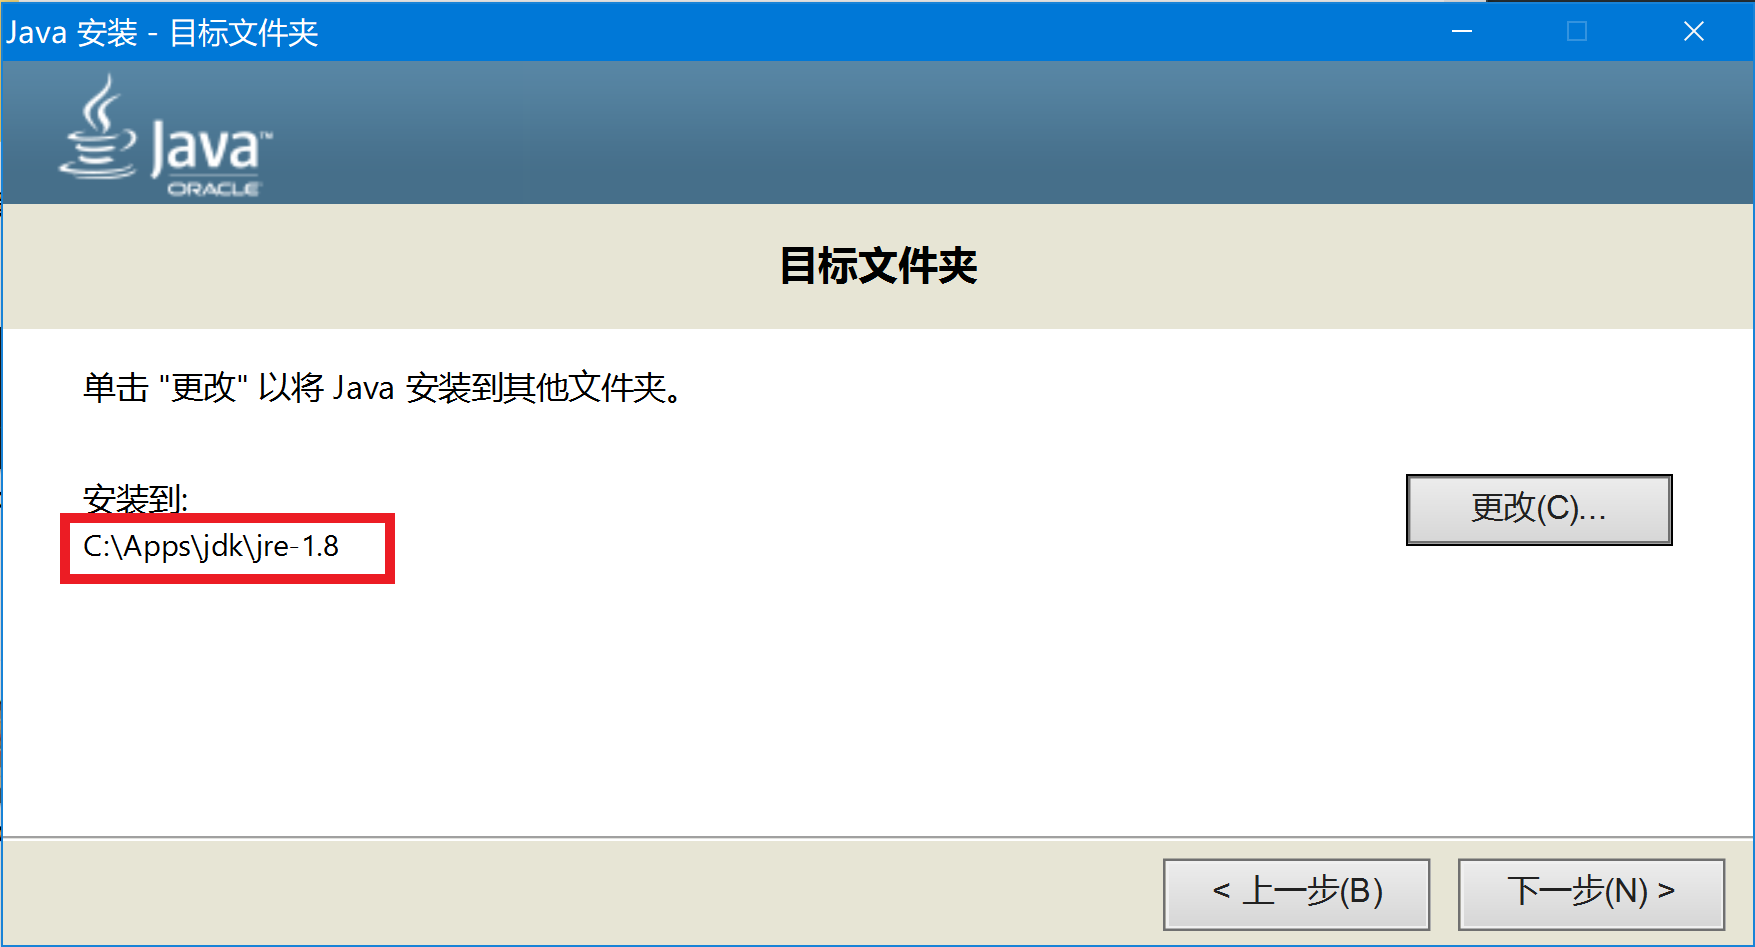 Java 安装 - 目标文件夹
Java™
ORACLE
目标文件夹
单击 "更改" 以将 Java 安装到其他文件夹。
安装到:
更改(C)...
C:\Apps\jdk\jre-1.8
< 上一步(B)
下一步(N) >